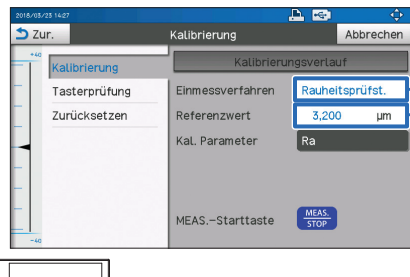 2018/03/23 14:27
Zur. Kalibrierung Abbrechen
+40
Kalibrierung Kalibrierungsverlauf
Tasterprüfung Einmessverfahren Rauheitsprüfst.
Zurücksetzen Referenzwert 3,200 µm
Kal. Parameter Ra
MEAS.-Starttaste MEAS. STOP
-40